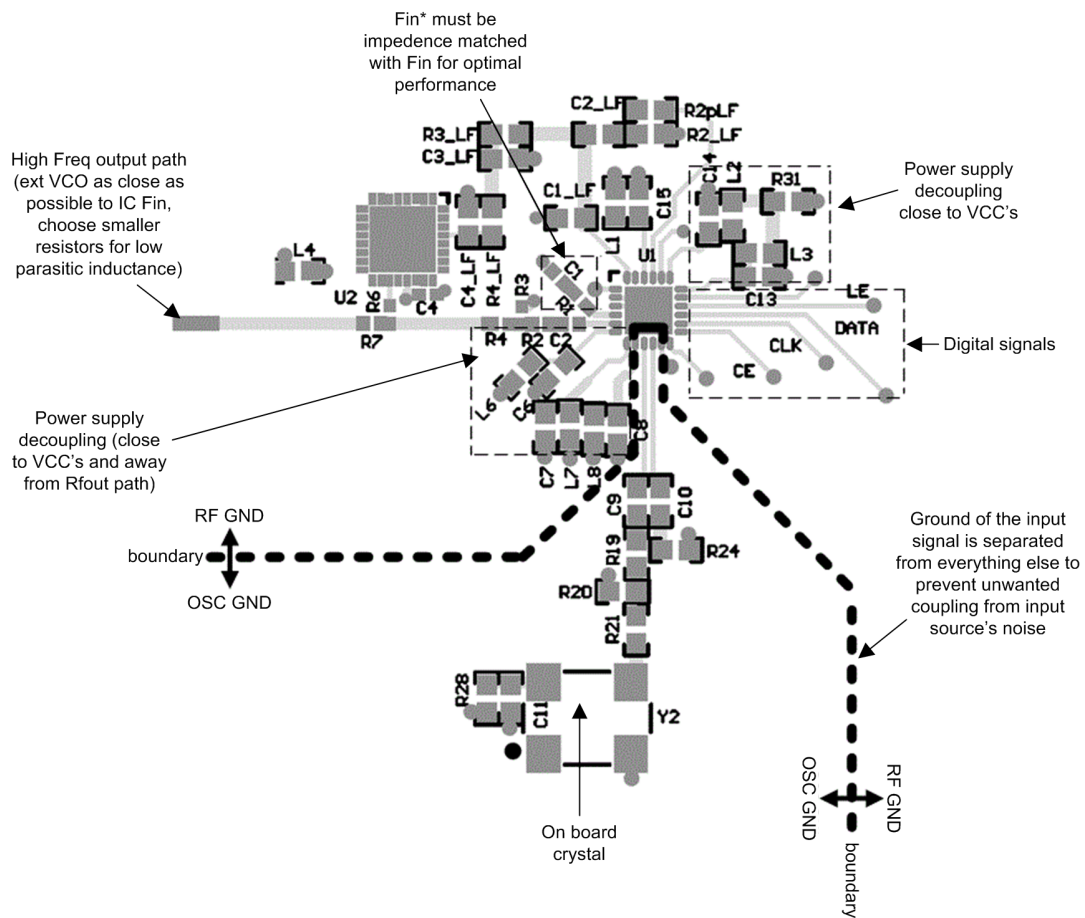 Fin* must be
impedence matched
with Fin for optimal
performance
High Freq output path
(ext VCO as close as
possible to IC Fin,
choose smaller
resistors for low
parasitic inductance)
Power supply
decoupling
close to VCC's
C2_LF
R2pLF
R3_LF
R2_LF
C3_LF
C14
L2
R31
C1_LF
C15
L4
L1
U1
L3
C1
R1
U2
R6
C4
C4_LF
R4_LF
R3
C13
LE
DATA
R7
R4
R2
C2
CLK
CE
Digital signals
L6
C6
Power supply
decoupling (close
to VCC's and away
from Rfout path)
C8
C7
L7
L8
C9
C10
RF GND
boundary
OSC GND
R19
R24
R20
R21
Ground of the input
signal is separated
from everything else to
prevent unwanted
coupling from input
source's noise
R28
C11
Y2
On board
crystal
OSC GND
RF GND
boundary